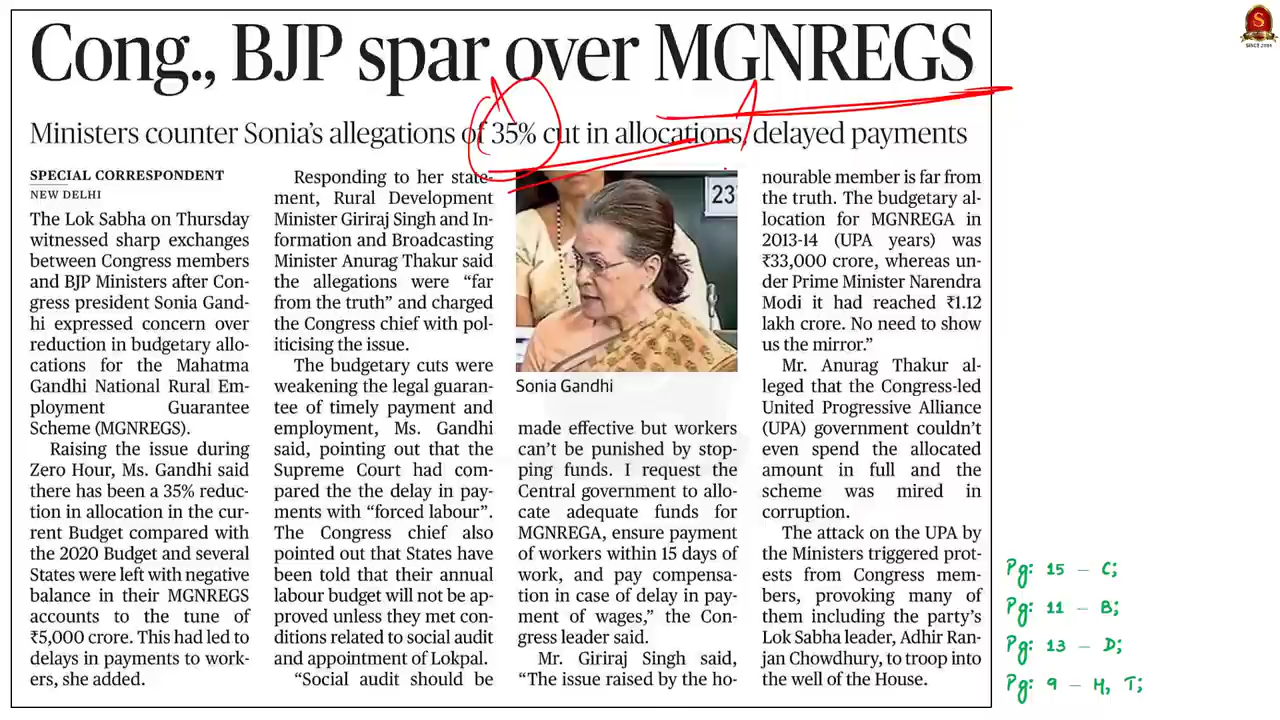 Cong., BJP spar over MGNREGS
Ministers counter Sonia's allegations of 35% cut in allocations, delayed payments
SPECIAL CORRESPONDENT
NEW DELHI
The Lok Sabha on Thursday
witnessed sharp exchanges
between Congress members
and BJP Ministers after Con-
gress president Sonia Gand-
hi expressed concern over
reduction in budgetary allo-
cations for the Mahatma
Gandhi National Rural Em-
ployment Guarantee
Scheme (MGNREGS).
Raising the issue during
Zero Hour, Ms. Gandhi said
there has been a 35% reduc-
tion in allocation in the cur-
rent Budget compared with
the 2020 Budget and several
States were left with negative
balance in their MGNREGS
accounts to the tune of
₹5,000 crore. This had led to
delays in payments to work-
ers, she added.
Responding to her state-
ment, Rural Development
Minister Giriraj Singh and In-
formation and Broadcasting
Minister Anurag Thakur said
the allegations were "far
from the truth" and charged
the Congress chief with pol-
iticising the issue.
The budgetary cuts were
weakening the legal guaran-
tee of timely payment and
employment, Ms. Gandhi
said, pointing out that the
Supreme Court had com-
pared the the delay in pay-
ments with "forced labour".
The Congress chief also
pointed out that States have
been told that their annual
labour budget will not be ap-
proved unless they met con-
ditions related to social audit
and appointment of Lokpal.
"Social audit should be
23
Sonia Gandhi
made effective but workers
can't be punished by stop-
ping funds. I request the
Central government to allo-
cate adequate funds for
MGNREGA, ensure payment
of workers within 15 days of
work, and pay compensa-
tion in case of delay in pay-
ment of wages," the Con-
gress leader said.
Mr. Giriraj Singh said,
"The issue raised by the ho-
nourable member is far from
the truth. The budgetary al-
location for MGNREGA in
2013-14 (UPA years) was
₹33,000 crore, whereas un-
der Prime Minister Narendra
Modi it had reached ₹1.12
lakh crore. No need to show
us the mirror."
Mr. Anurag Thakur al-
leged that the Congress-led
United Progressive Alliance
(UPA) government couldn't
even spend the allocated
amount in full and the
scheme was mired in
corruption.
The attack on the UPA by
the Ministers triggered prot-
ests from Congress mem-
bers, provoking many of
them including the party's
Lok Sabha leader, Adhir Ran-
jan Chowdhury, to troop into
the well of the House.
S
SINCE 2004
Pg: 15 – C;
Pg: 11 – B;
Pg: 13 – D;
Pg: 9 – H, T;